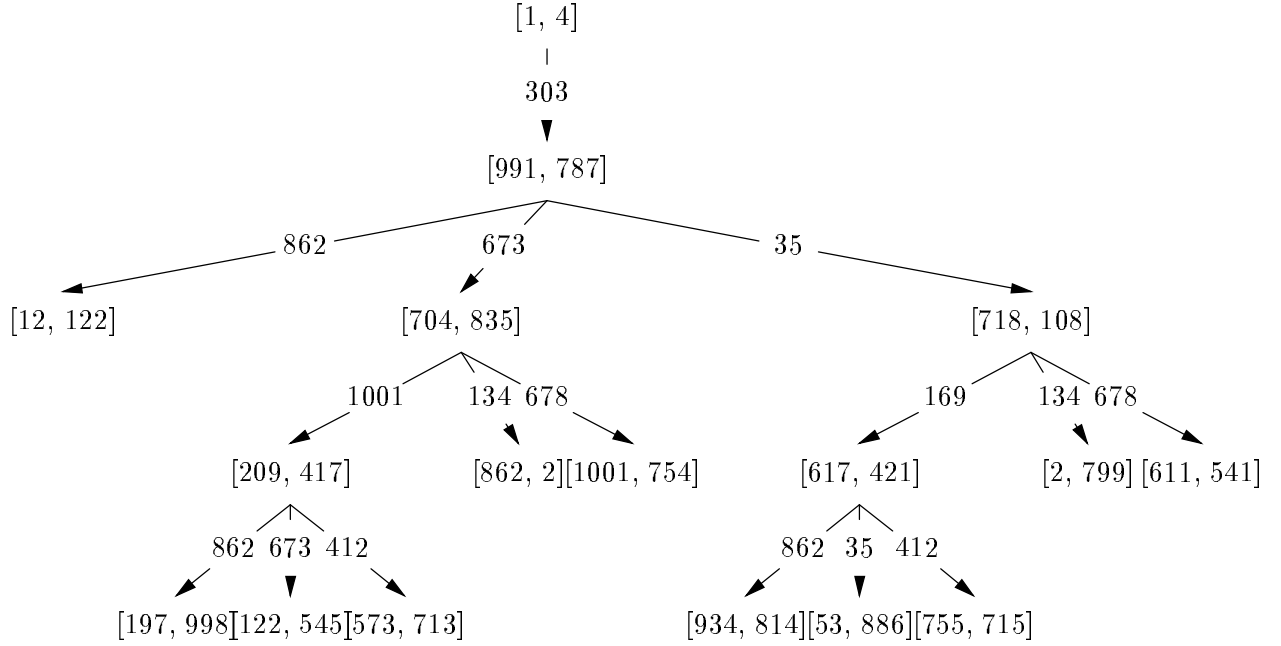 [1, 4]
303
[991, 787]
862 673 35
[12, 122] [704, 835] [718, 108]
1001 134 678 169 134 678
[209, 417] [862, 2] [1001, 754] [617, 421] [2, 799] [611, 541]
862 673 412 862 35 412
[197, 998] [122, 545] [573, 713] [934, 814] [53, 886] [755, 715]